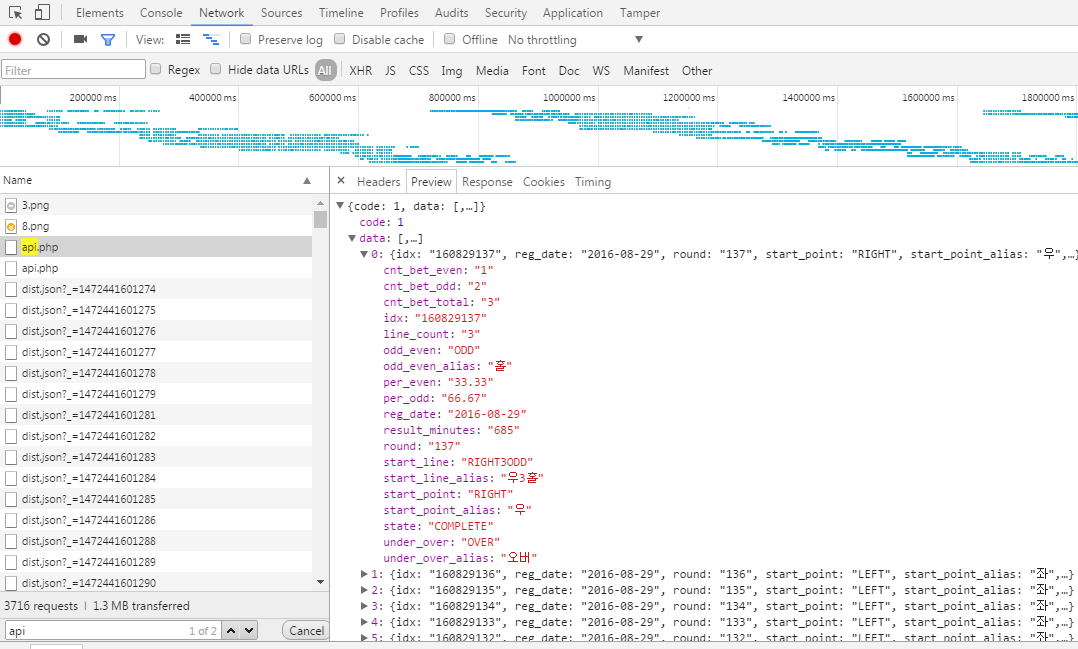 Elements Console Network Sources Timeline Profiles Audits Security Application Tamper
View: Preserve log Disable cache Offline No throttling
Filter Regex Hide data URLs All XHR JS CSS Img Media Font Doc WS Manifest Other
200000 ms 400000 ms 600000 ms 800000 ms 1000000 ms 1200000 ms 1400000 ms 1600000 ms 1800000 ms
Name × Headers Preview Response Cookies Timing
3.png
8.png
api.php
api.php
dist.json?_=1472441601274
dist.json?_=1472441601275
dist.json?_=1472441601276
dist.json?_=1472441601277
dist.json?_=1472441601278
dist.json?_=1472441601279
dist.json?_=1472441601281
dist.json?_=1472441601282
dist.json?_=1472441601283
dist.json?_=1472441601284
dist.json?_=1472441601285
dist.json?_=1472441601286
dist.json?_=1472441601288
dist.json?_=1472441601289
dist.json?_=1472441601290
3716 requests | 1.3 MB transferred
api 1 of 2 Cancel
{code: 1, data: [,…]}
code: 1
data: [,…]
0: {idx: "160829137", reg_date: "2016-08-29", round: "137", start_point: "RIGHT", start_point_alias: "우",…}
cnt_bet_even: "1"
cnt_bet_odd: "2"
cnt_bet_total: "3"
idx: "160829137"
line_count: "3"
odd_even: "ODD"
odd_even_alias: "홀"
per_even: "33.33"
per_odd: "66.67"
reg_date: "2016-08-29"
result_minutes: "685"
round: "137"
start_line: "RIGHT3ODD"
start_line_alias: "우3홀"
start_point: "RIGHT"
start_point_alias: "우"
state: "COMPLETE"
under_over: "OVER"
under_over_alias: "오버"
1: {idx: "160829136", reg_date: "2016-08-29", round: "136", start_point: "LEFT", start_point_alias: "좌",…}
2: {idx: "160829135", reg_date: "2016-08-29", round: "135", start_point: "LEFT", start_point_alias: "좌",…}
3: {idx: "160829134", reg_date: "2016-08-29", round: "134", start_point: "LEFT", start_point_alias: "좌",…}
4: {idx: "160829133", reg_date: "2016-08-29", round: "133", start_point: "LEFT", start_point_alias: "좌",…}
5: {idx: "160829132", reg_date: "2016-08-29", round: "132", start_point: "LEFT", start_point_alias: "좌",…}